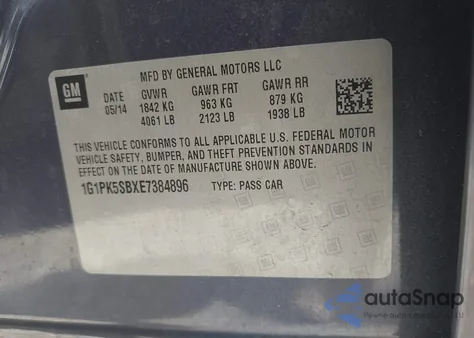 GM
MFD BY GENERAL MOTORS LLC
DATE GVWR GAWR FRT GAWR RR
05/14 1842 KG 963 KG 879 KG
4061 LB 2123 LB 1938 LB
THIS VEHICLE CONFORMS TO ALL APPLICABLE U.S. FEDERAL MOTOR
VEHICLE SAFETY, BUMPER, AND THEFT PREVENTION STANDARDS IN
EFFECT ON THE DATE OF MANUFACTURE SHOWN ABOVE.
1G1PK5SBXE7384896 TYPE: PASS CAR
autaSnap